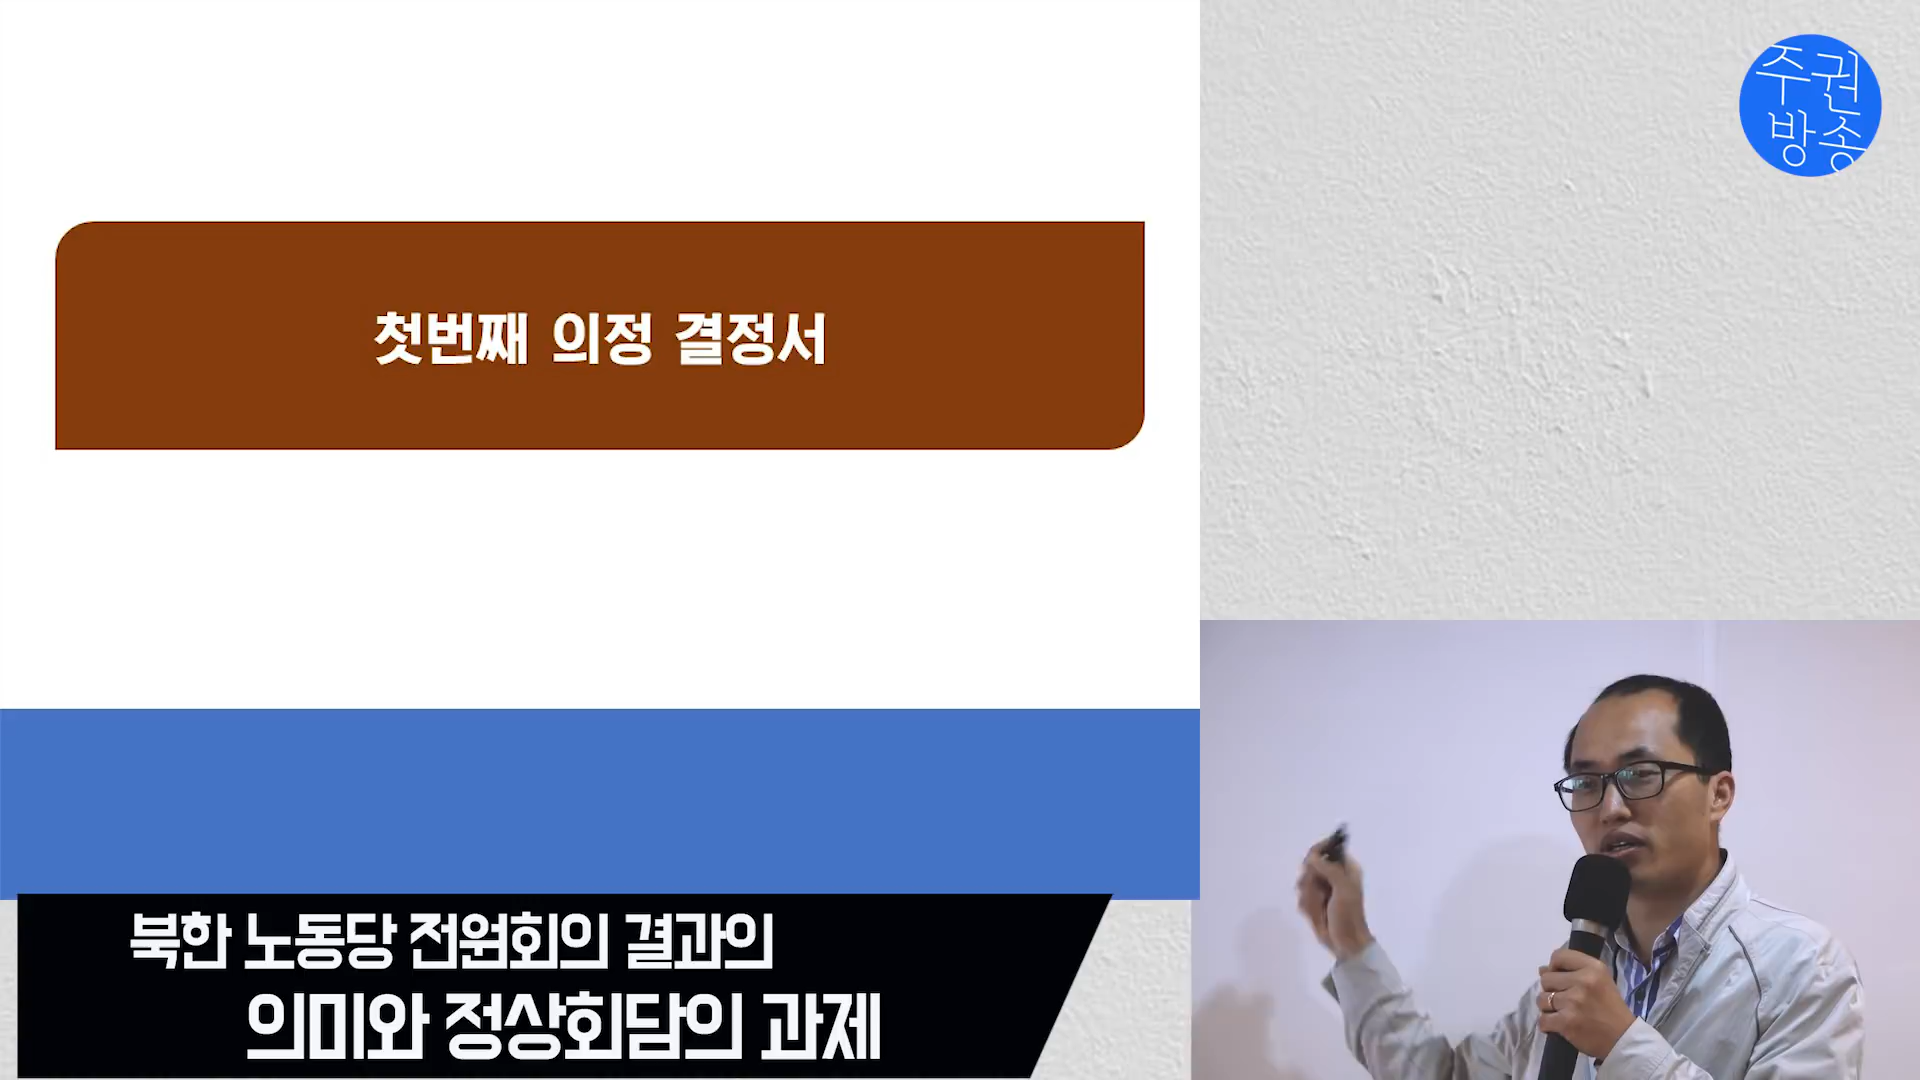 주권
방송
첫번째 의정 결정서
북한 노동당 전원회의 결과의
의미와 정상회담의 과제